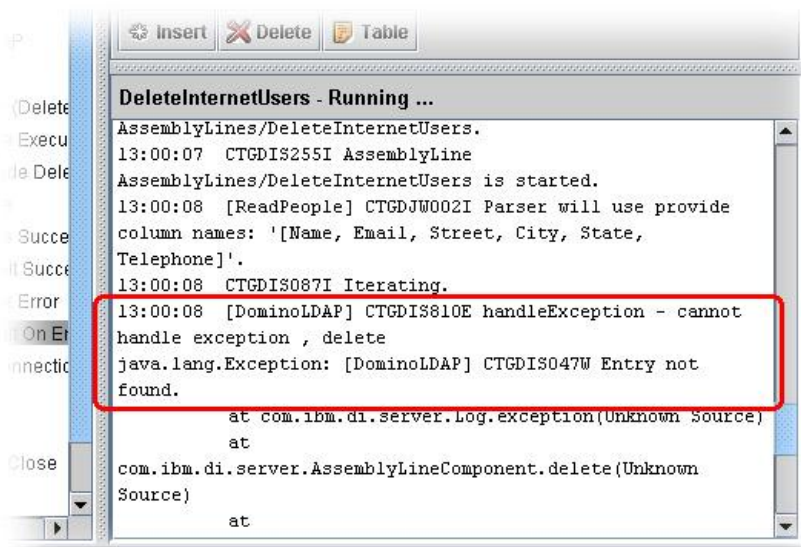 Insert Delete Table
DeleteInternetUsers - Running ...
AssemblyLines/DeleteInternetUsers.
13:00:07 CTGDIS255I AssemblyLine
AssemblyLines/DeleteInternetUsers is started.
13:00:08 [ReadPeople] CTGDJW002I Parser will use provide
column names: '[Name, Email, Street, City, State,
Telephone]'.
13:00:08 CTGDIS087I Iterating.
13:00:08 [DominoLDAP] CTGDIS810E handleException - cannot
handle exception , delete
java.lang.Exception: [DominoLDAP] CTGDIS047W Entry not
found.
at com.ibm.di.server.Log.exception(Unknown Source)
at
com.ibm.di.server.AssemblyLineComponent.delete(Unknown
Source)
at
(Delete
Execu
Dele
Succe
Succe
Error
On Er
nnectio
Close